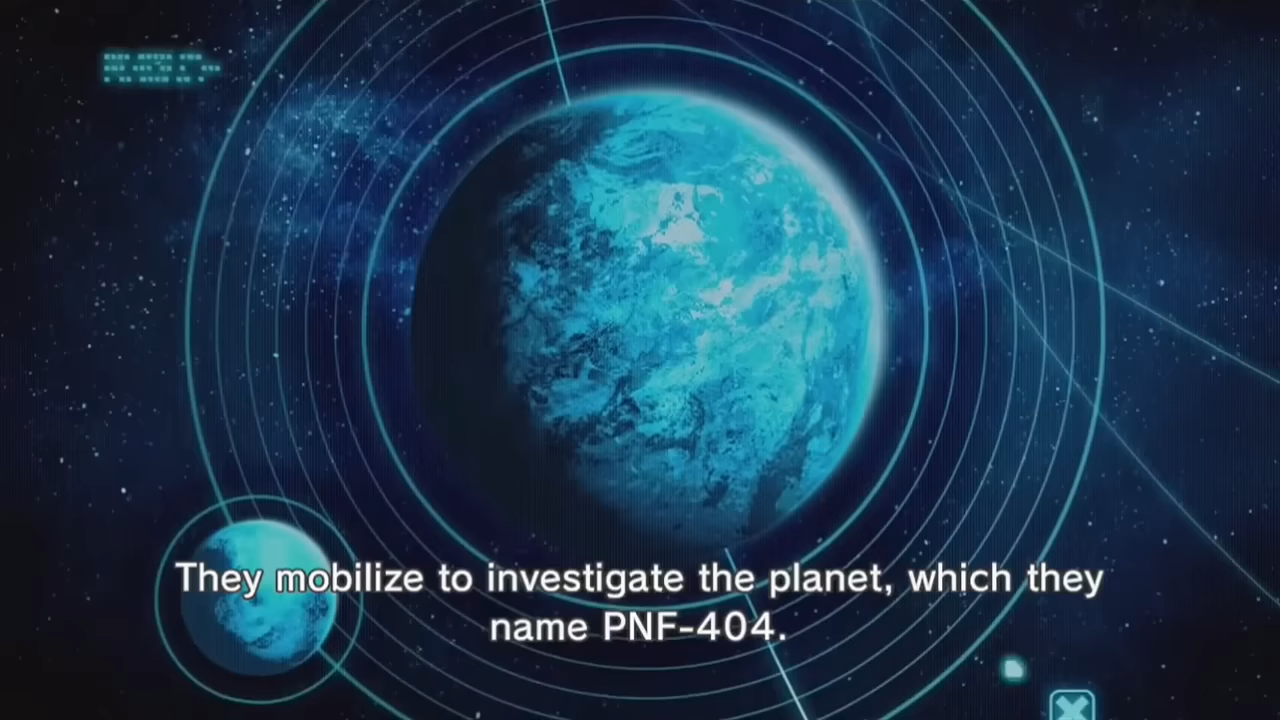 They mobilize to investigate the planet, which they
name PNF-404.